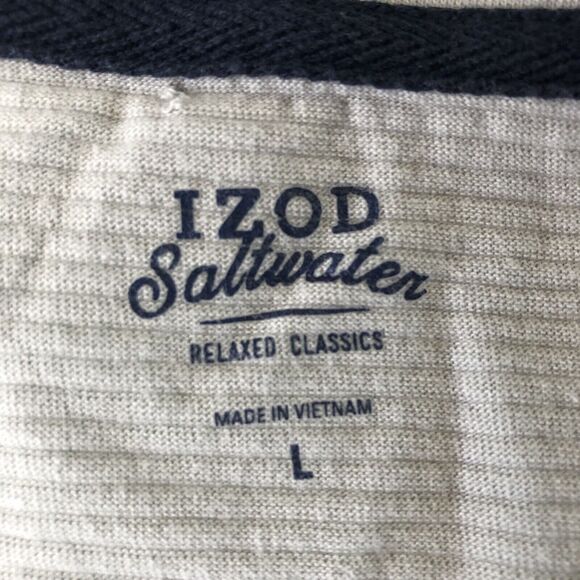 IZOD
Saltwater
RELAXED CLASSICS
MADE IN VIETNAM
L